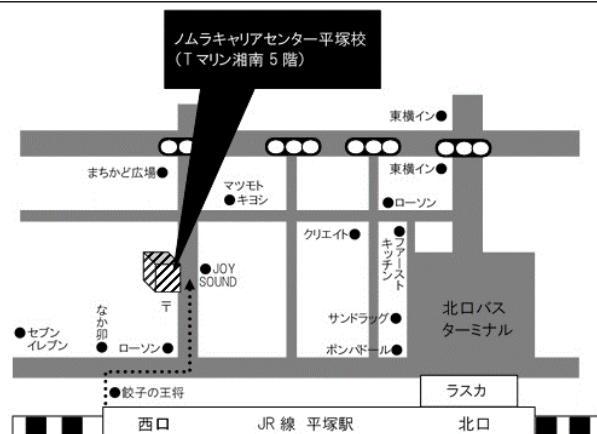 ノムラキャリアセンター平塚校
(Tマリン湘南5階)
東横イン
まちかど広場
東横イン
マツモト
キヨシ
ローソン
クリエイト
ファースト
キッチン
JOY
SOUND
〒
北口バス
ターミナル
サンドラッグ
セブン
イレブン
なか卯
ローソン
ポンパドール
餃子の王将
ラスカ
西口
JR線 平塚駅
北口